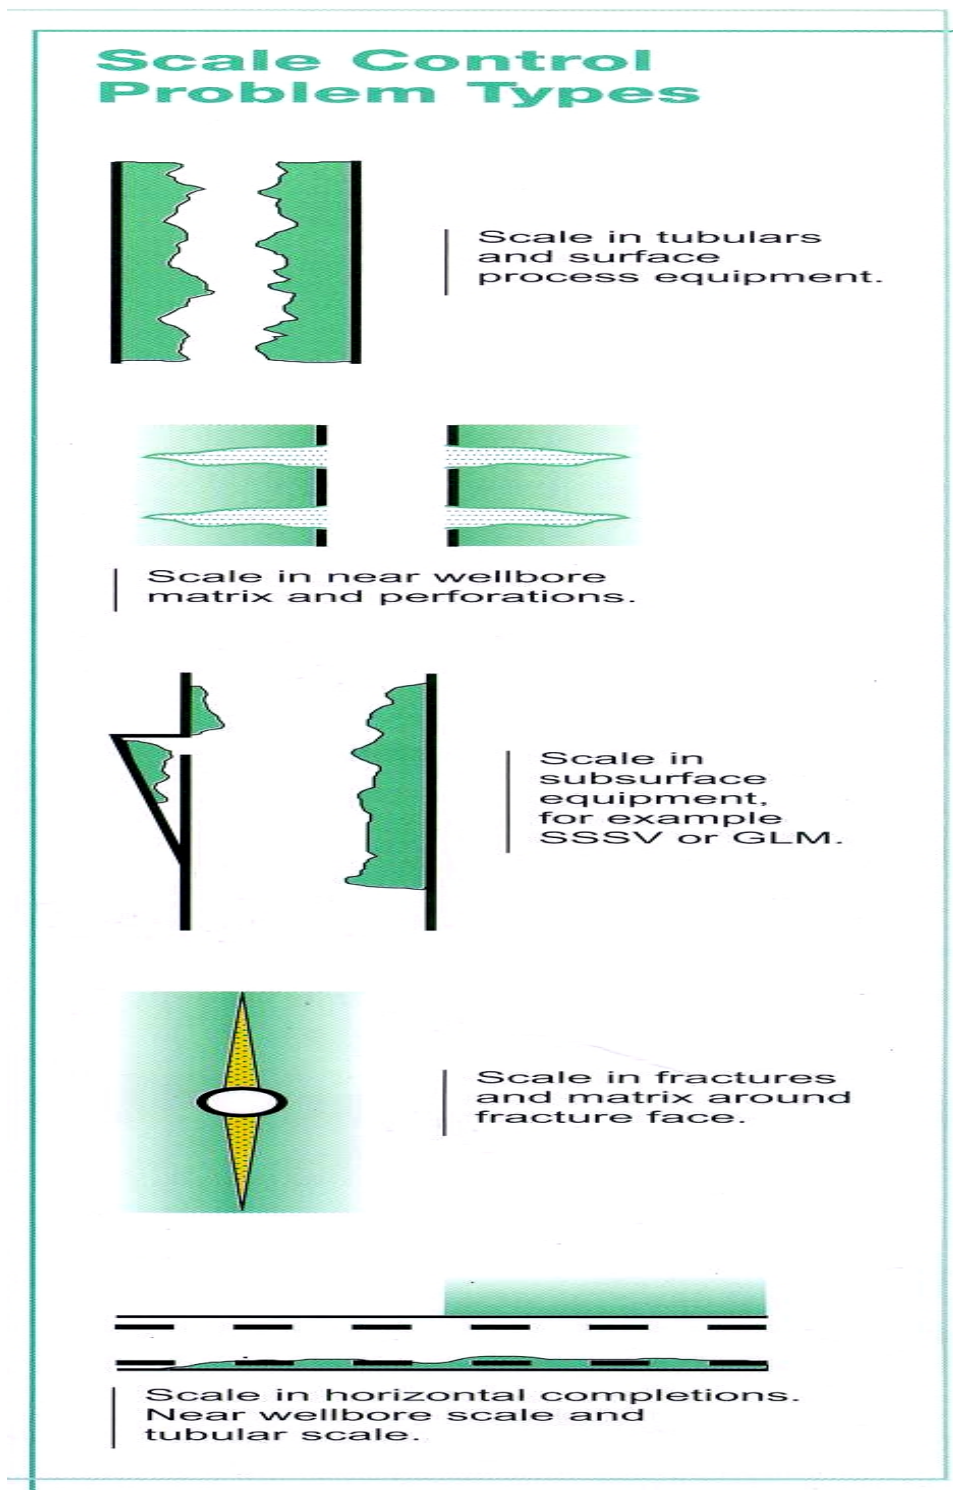 Scale Control
Problem Types
Scale in tubulars
and surface
process equipment.
Scale in near wellbore
matrix and perforations.
Scale in
subsurface
equipment,
for example
SSSV or GLM.
Scale in fractures
and matrix around
fracture face.
Scale in horizontal completions.
Near wellbore scale and
tubular scale.